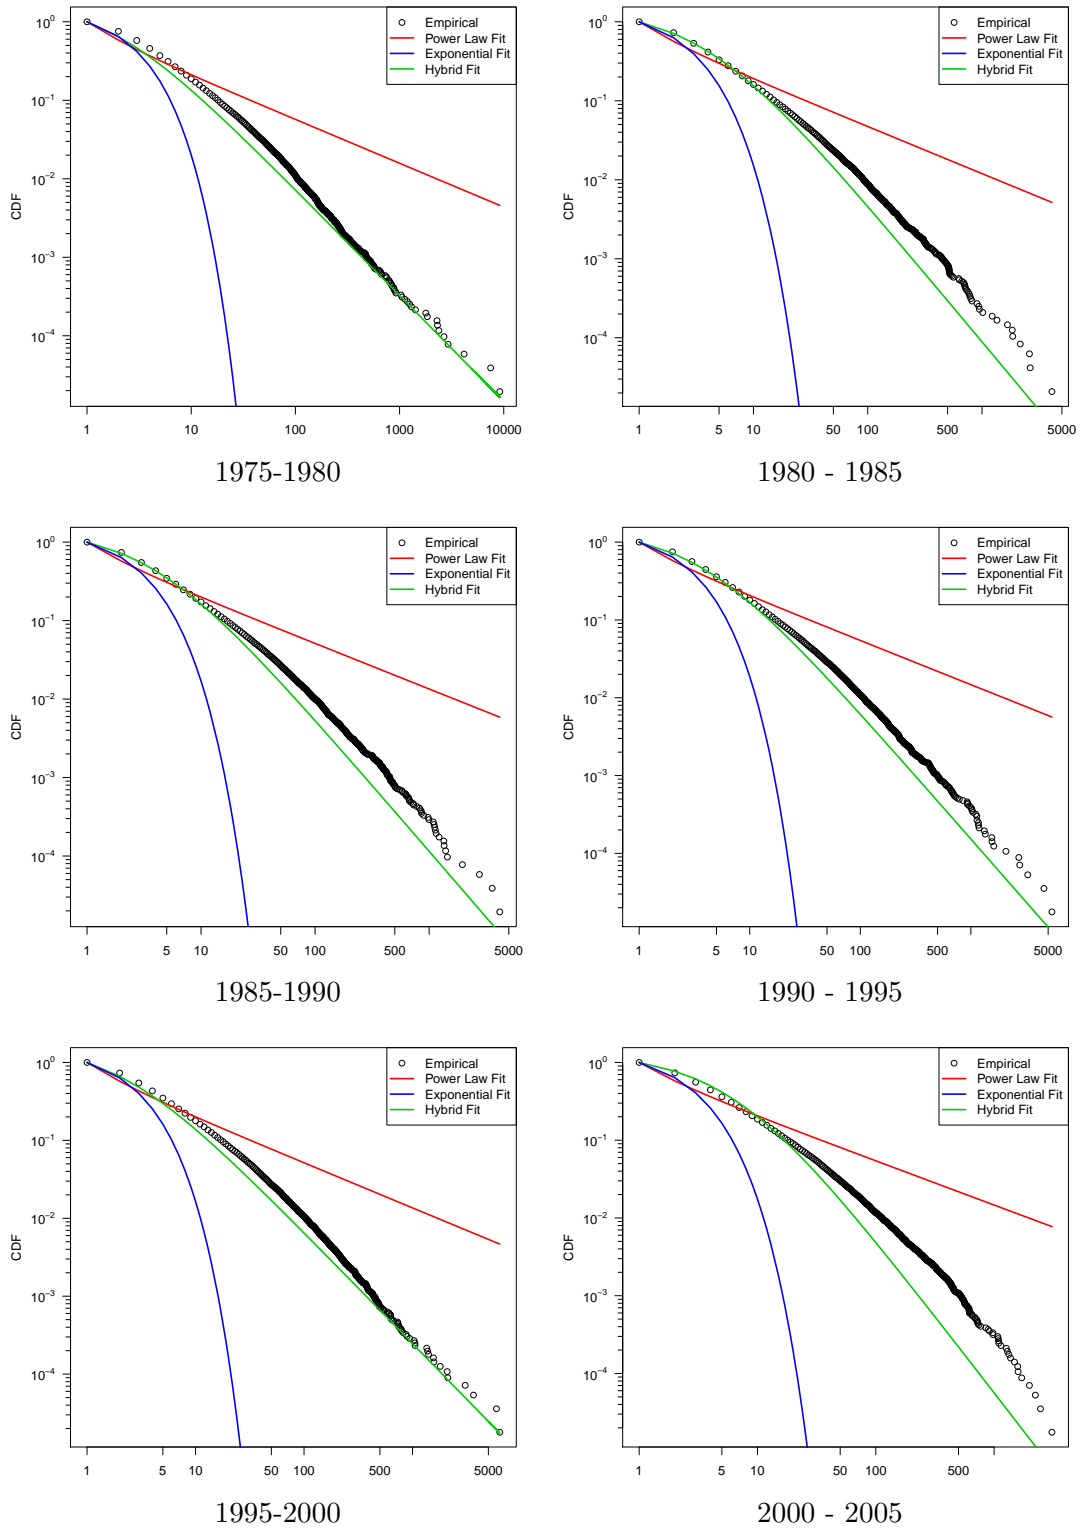 Empirical
Power Law Fit
Exponential Fit
Hybrid Fit
CDF
10^0
10^−1
10^−2
10^−3
10^−4
1 10 100 1000 10000
1975-1980
Empirical
Power Law Fit
Exponential Fit
Hybrid Fit
CDF
10^0
10^−1
10^−2
10^−3
10^−4
1 5 10 50 100 500 5000
1980 - 1985
Empirical
Power Law Fit
Exponential Fit
Hybrid Fit
CDF
10^0
10^−1
10^−2
10^−3
10^−4
1 5 10 50 100 500 5000
1985-1990
Empirical
Power Law Fit
Exponential Fit
Hybrid Fit
CDF
10^0
10^−1
10^−2
10^−3
10^−4
1 5 10 50 100 500 5000
1990 - 1995
Empirical
Power Law Fit
Exponential Fit
Hybrid Fit
CDF
10^0
10^−1
10^−2
10^−3
10^−4
1 5 10 50 100 500 5000
1995-2000
Empirical
Power Law Fit
Exponential Fit
Hybrid Fit
CDF
10^0
10^−1
10^−2
10^−3
10^−4
1 5 10 50 100 500
2000 - 2005